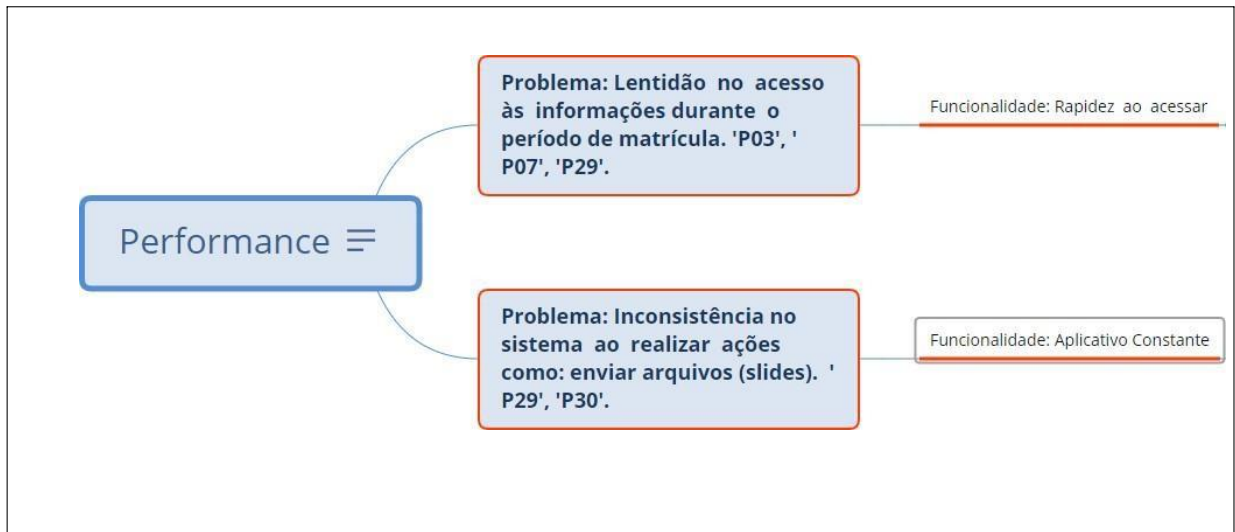 Performance
Problema: Lentidão no acesso
às informações durante o
período de matrícula. 'P03', '
P07', 'P29'.
Funcionalidade: Rapidez ao acessar
Problema: Inconsistência no
sistema ao realizar ações
como: enviar arquivos (slides). '
P29', 'P30'.
Funcionalidade: Aplicativo Constante